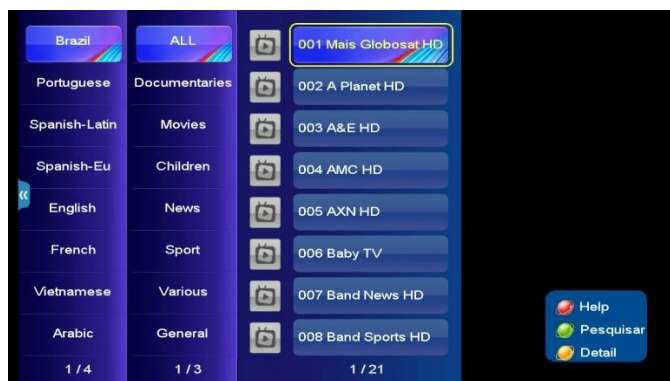 Brazil
Portuguese
Spanish-Latin
Spanish-Eu
English
French
Vietnamese
Arabic
1/4
ALL
Documentaries
Movies
Children
News
Sport
Various
General
1/3
001 Mais Globosat HD
002 A Planet HD
003 A&E HD
004 AMC HD
005 AXN HD
006 Baby TV
007 Band News HD
008 Band Sports HD
1/21
Help
Pesquisar
Detail